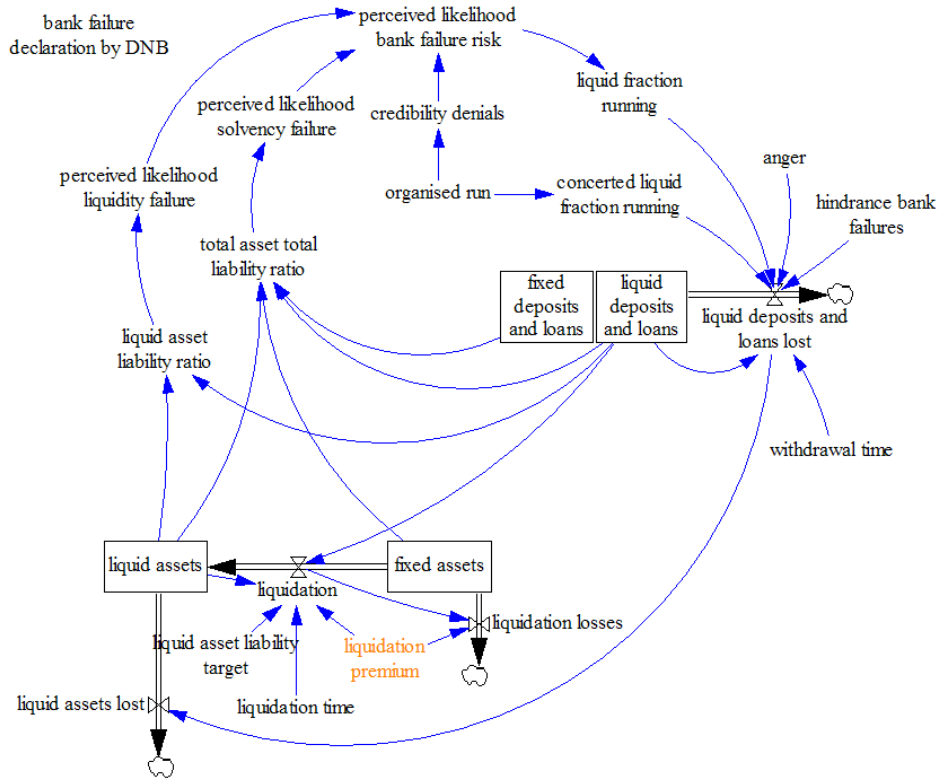 bank failure
declaration by DNB
perceived likelihood
bank failure risk
liquid fraction
running
perceived likelihood
solvency failure
credibility denials
anger
perceived likelihood
liquidity failure
organised run
concerted liquid
fraction running
hindrance bank
failures
total asset total
liability ratio
fixed
deposits
and loans
liquid
deposits
and loans
liquid deposits and
loans lost
liquid asset
liability ratio
withdrawal time
liquid assets
fixed assets
liquidation
liquidation losses
liquid asset liability
target
liquidation
premium
liquid assets lost
liquidation time